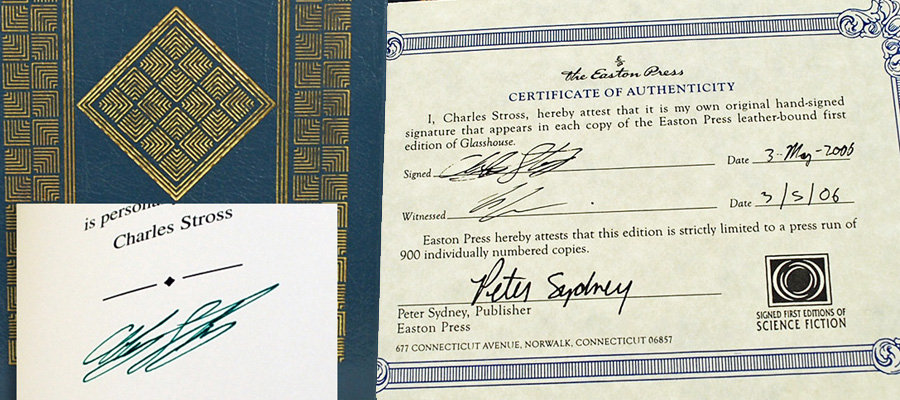 is persona
Charles Stross
The Easton Press
CERTIFICATE OF AUTHENTICITY
I, Charles Stross, hereby attest that it is my own original hand-signed
signature that appears in each copy of the Easton Press leather-bound first
edition of Glasshouse.
Signed Date 3-May-2006
Witnessed Date 3/5/06
Easton Press hereby attests that this edition is strictly limited to a press run of
900 individually numbered copies.
Peter Sydney
Peter Sydney, Publisher
Easton Press
677 CONNECTICUT AVENUE, NORWALK, CONNECTICUT 06857
SIGNED FIRST EDITIONS OF
SCIENCE FICTION